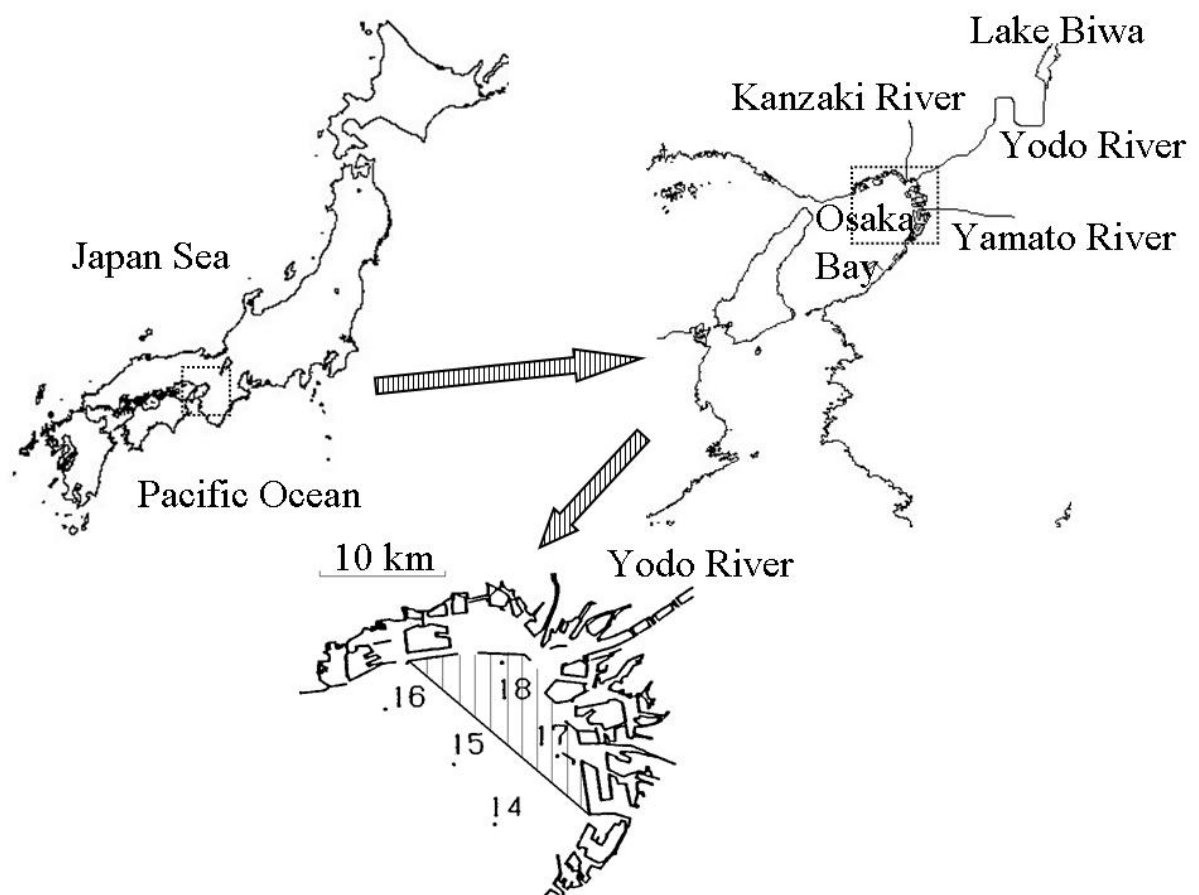 Lake Biwa
Kanzaki River
Yodo River
Japan Sea
Osaka
Bay
Yamato River
Pacific Ocean
10 km
Yodo River
16
18
15
17
14